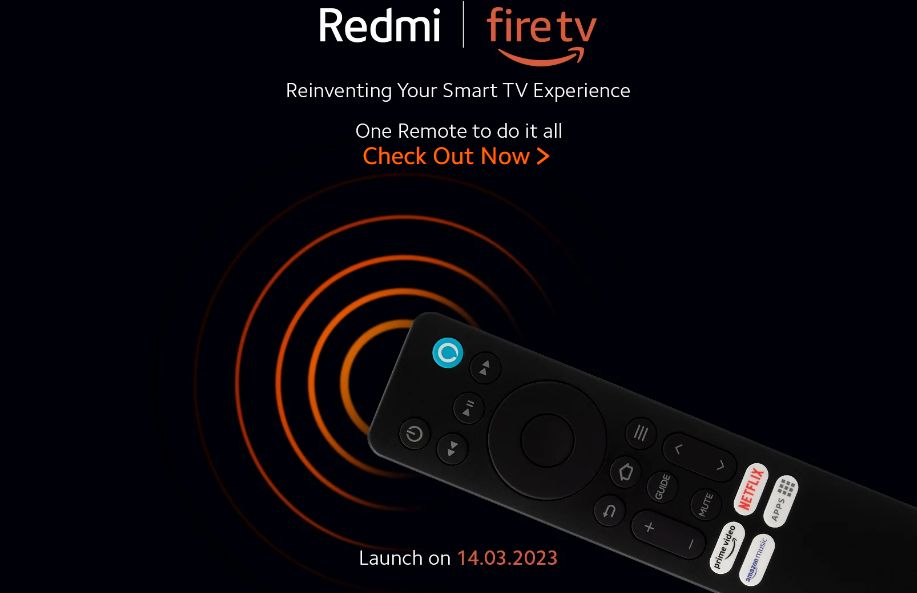 Redmi | fire tv
Reinventing Your Smart TV Experience
One Remote to do it all
Check Out Now >
GUIDE
MUTE
NETFLIX
APPS
prime video
amazon music
Launch on 14.03.2023